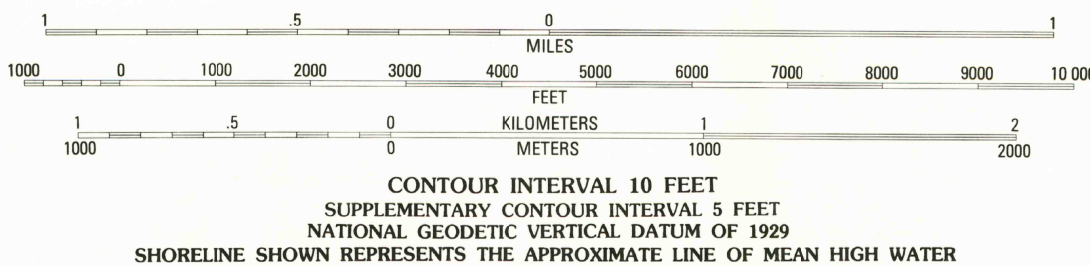 1 .5 0 1
MILES
1000 0 1000 2000 3000 4000 5000 6000 7000 8000 9000 10 000
FEET
1 .5 0 KILOMETERS 1 2
1000 0 METERS 1000 2000
CONTOUR INTERVAL 10 FEET
SUPPLEMENTARY CONTOUR INTERVAL 5 FEET
NATIONAL GEODETIC VERTICAL DATUM OF 1929
SHORELINE SHOWN REPRESENTS THE APPROXIMATE LINE OF MEAN HIGH WATER